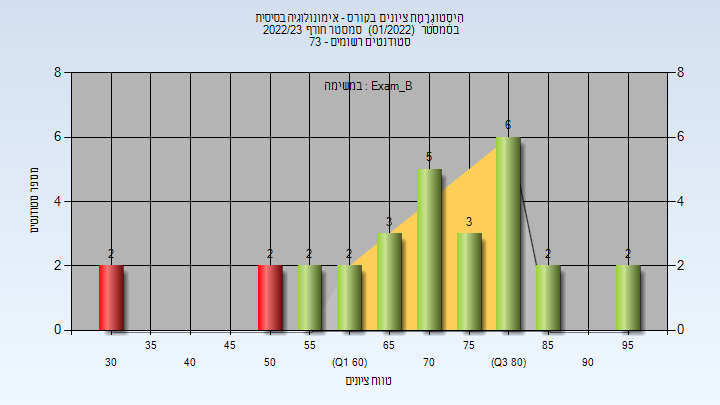 היסטוגרמת ציונים בקורס - אימונולוגיה בסיסית
בסמסטר (01/2022) סמסטר חורף 2022/23
סטודנטים רשומים - 73
במשימה : Exam_B
8 8
6 6
4 4
2 2
0 0
2 2 2 2 3 5 3 6 2 2
מספר סטודנטים
35 45 55 65 75 85 95
30 40 50 (Q1 60) 70 (Q3 80) 90
טווח ציונים